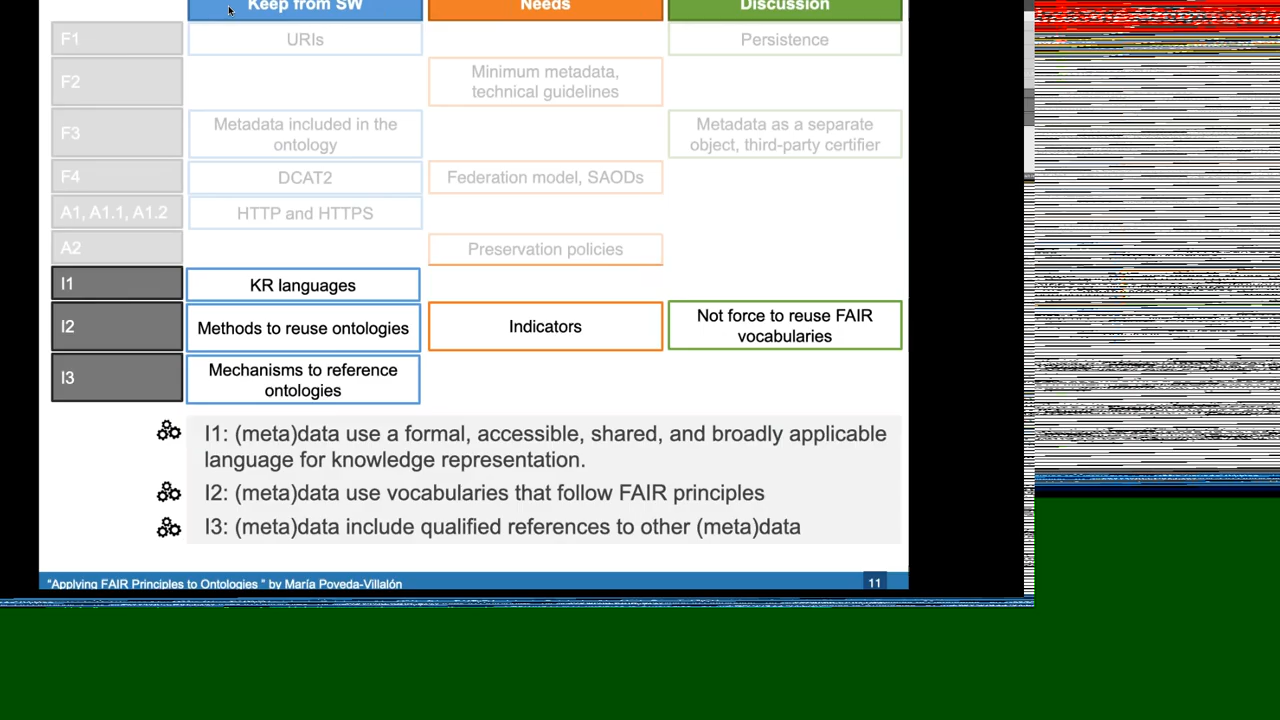 Keep from SW
Needs
Discussion
F1
URIs
Persistence
F2
Minimum metadata,
technical guidelines
F3
Metadata included in the
ontology
Metadata as a separate
object, third-party certifier
F4
DCAT2
Federation model, SAODs
A1, A1.1, A1.2
HTTP and HTTPS
A2
Preservation policies
I1
KR languages
I2
Methods to reuse ontologies
Indicators
Not force to reuse FAIR
vocabularies
I3
Mechanisms to reference
ontologies
I1: (meta)data use a formal, accessible, shared, and broadly applicable
language for knowledge representation.
I2: (meta)data use vocabularies that follow FAIR principles
I3: (meta)data include qualified references to other (meta)data
“Applying FAIR Principles to Ontologies ” by María Poveda-Villalón
11